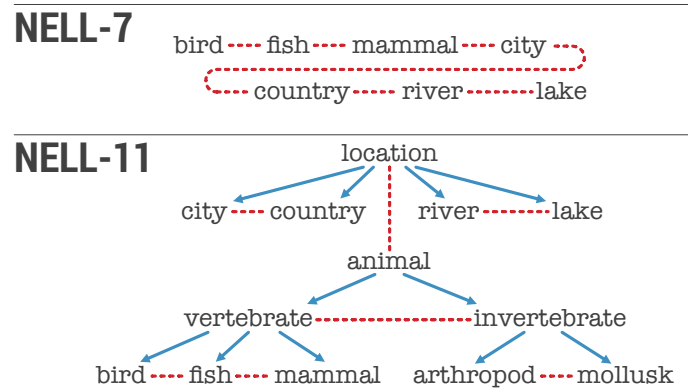 NELL-7
bird fish mammal city
country river lake
NELL-11
location
city country river lake
animal
vertebrate invertebrate
bird fish mammal arthropod mollusk